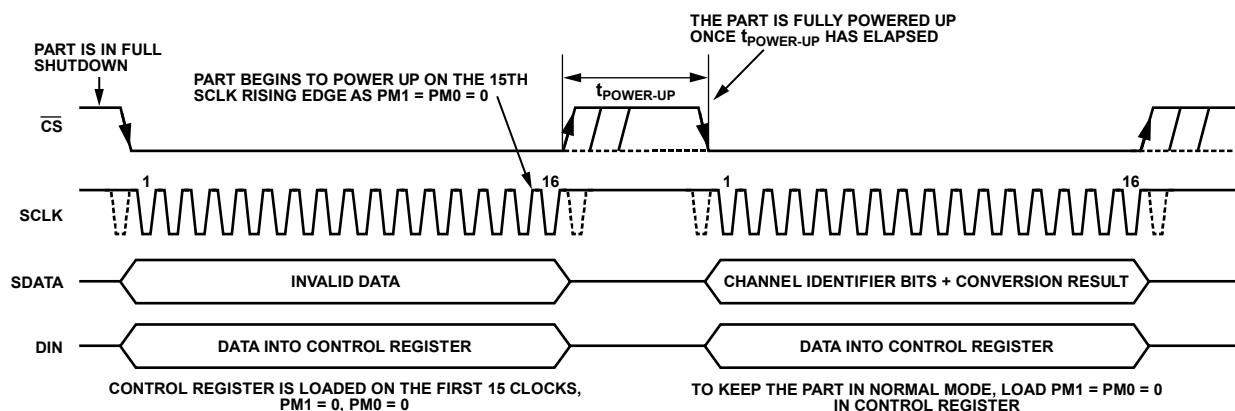 THE PART IS FULLY POWERED UP
ONCE tPOWER-UP HAS ELAPSED
PART IS IN FULL
SHUTDOWN
PART BEGINS TO POWER UP ON THE 15TH
SCLK RISING EDGE AS PM1 = PM0 = 0
tPOWER-UP
CS
1
16
1
16
SCLK
SDATA
INVALID DATA
CHANNEL IDENTIFIER BITS + CONVERSION RESULT
DIN
DATA INTO CONTROL REGISTER
DATA INTO CONTROL REGISTER
CONTROL REGISTER IS LOADED ON THE FIRST 15 CLOCKS,
PM1 = 0, PM0 = 0
TO KEEP THE PART IN NORMAL MODE, LOAD PM1 = PM0 = 0
IN CONTROL REGISTER